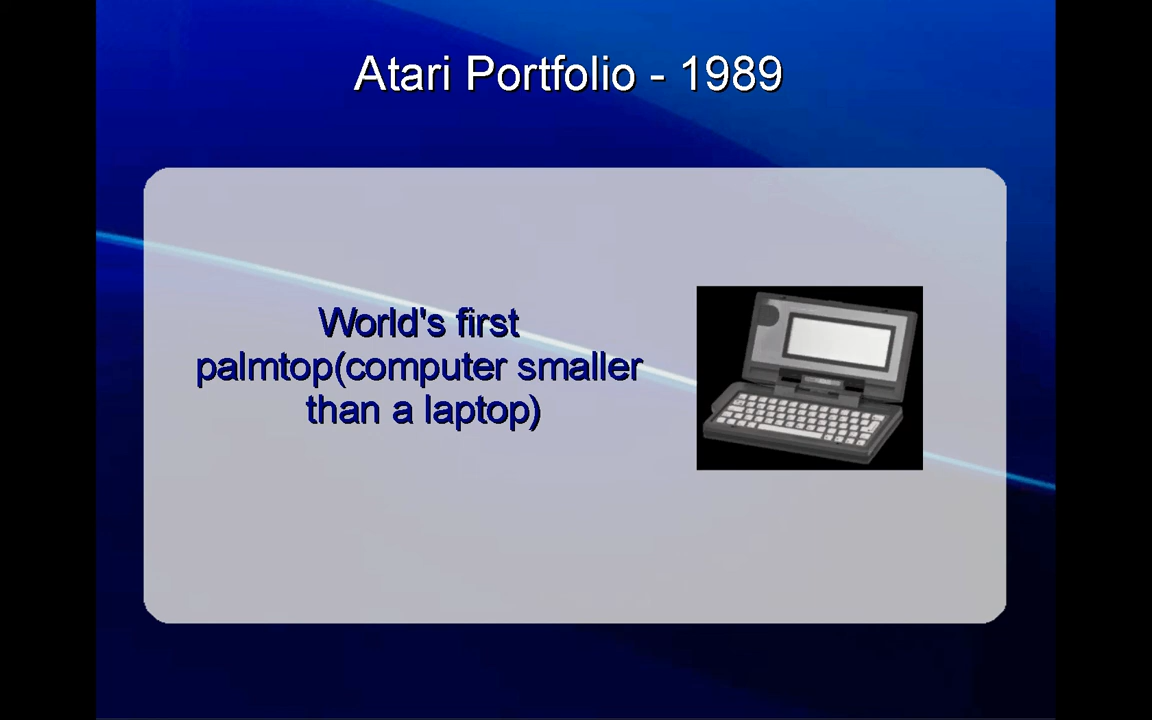 Atari Portfolio - 1989
World's first
palmtop(computer smaller
than a laptop)